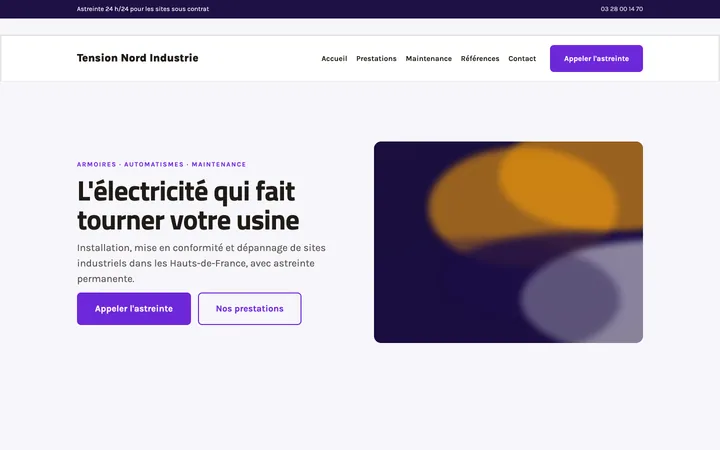 Astreinte 24 h/24 pour les sites sous contrat
03 28 00 14 70
Tension Nord Industrie
Accueil
Prestations
Maintenance
Références
Contact
Appeler l'astreinte
ARMOIRES · AUTOMATISMES · MAINTENANCE
L'électricité qui fait
tourner votre usine
Installation, mise en conformité et dépannage de sites
industriels dans les Hauts-de-France, avec astreinte
permanente.
Appeler l'astreinte
Nos prestations